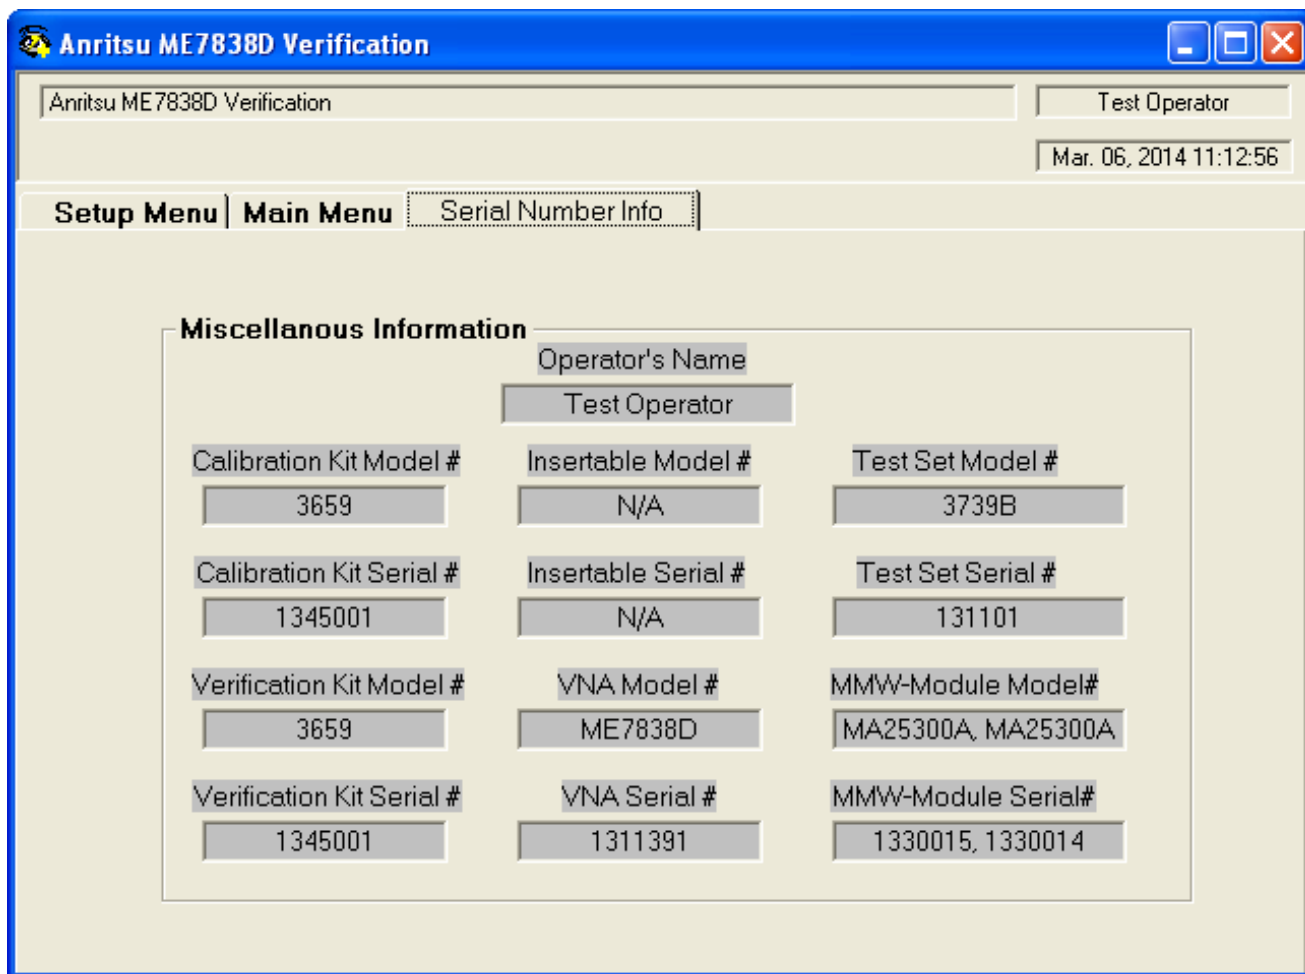 Anritsu ME7838D Verification
Anritsu ME7838D Verification
Test Operator
Mar. 06, 2014 11:12:56
Setup Menu Main Menu Serial Number Info
Miscellanous Information
Operator's Name
Test Operator
Calibration Kit Model # Insertable Model # Test Set Model #
3659 N/A 3739B
Calibration Kit Serial # Insertable Serial # Test Set Serial #
1345001 N/A 131101
Verification Kit Model # VNA Model # MMW-Module Model#
3659 ME7838D MA25300A, MA25300A
Verification Kit Serial # VNA Serial # MMW-Module Serial#
1345001 1311391 1330015, 1330014